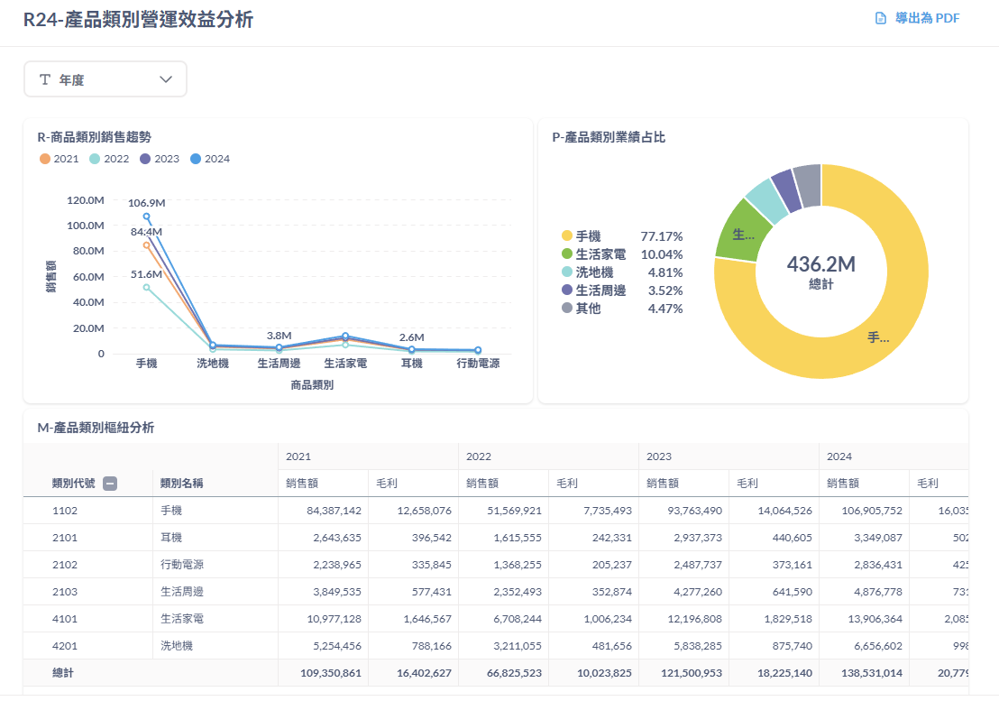 R24-產品類別營運效益分析
導出為 PDF
年度
R-商品類別銷售趨勢
2021 2022 2023 2024
銷售額
120.0M
100.0M
80.0M
60.0M
40.0M
20.0M
0
106.9M
84.4M
51.6M
3.8M
2.6M
手機 洗地機 生活周邊 生活家電 耳機 行動電源
商品類別
P-產品類別業績占比
手機 77.17%
生活家電 10.04%
洗地機 4.81%
生活周邊 3.52%
其他 4.47%
生...
436.2M
總計
手...
M-產品類別樞紐分析
2021 2022 2023 2024
類別代號 類別名稱 銷售額 毛利 銷售額 毛利 銷售額 毛利 銷售額 毛利
1102 手機 84,387,142 12,658,076 51,569,921 7,735,493 93,763,490 14,064,526 106,905,752 16,035
2101 耳機 2,643,635 396,542 1,615,555 242,331 2,937,373 440,605 3,349,087 502
2102 行動電源 2,238,965 335,845 1,368,255 205,237 2,487,737 373,161 2,836,431 425
2103 生活周邊 3,849,535 577,431 2,352,493 352,874 4,277,260 641,590 4,876,778 731
4101 生活家電 10,977,128 1,646,567 6,708,244 1,006,234 12,196,808 1,829,518 13,906,364 2,085
4201 洗地機 5,254,456 788,166 3,211,055 481,656 5,838,285 875,740 6,656,602 998
總計 109,350,861 16,402,627 66,825,523 10,023,825 121,500,953 18,225,140 138,531,014 20,779